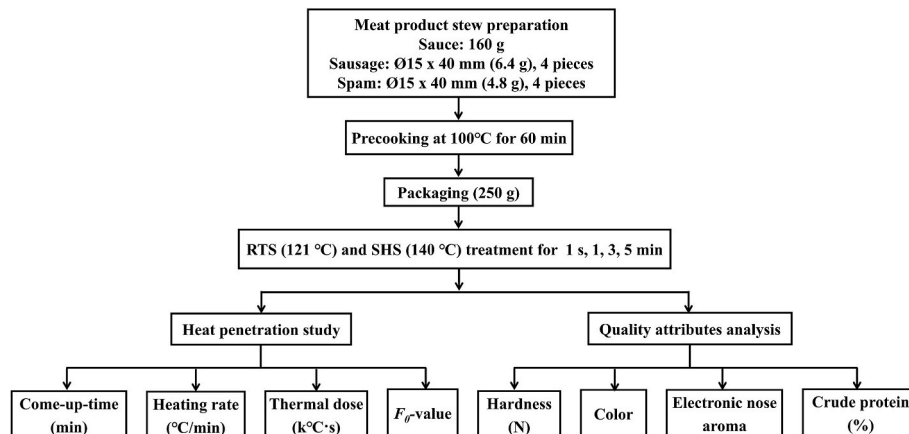 Meat product stew preparation
Sauce: 160 g
Sausage: Ø15 x 40 mm (6.4 g), 4 pieces
Spam: Ø15 x 40 mm (4.8 g), 4 pieces
Precooking at 100℃ for 60 min
Packaging (250 g)
RTS (121 ℃) and SHS (140 ℃) treatment for 1 s, 1, 3, 5 min
Heat penetration study
Quality attributes analysis
Come-up-time
(min)
Heating rate
(℃/min)
Thermal dose
(k℃·s)
F₀-value
Hardness
(N)
Color
Electronic nose
aroma
Crude protein
(%)